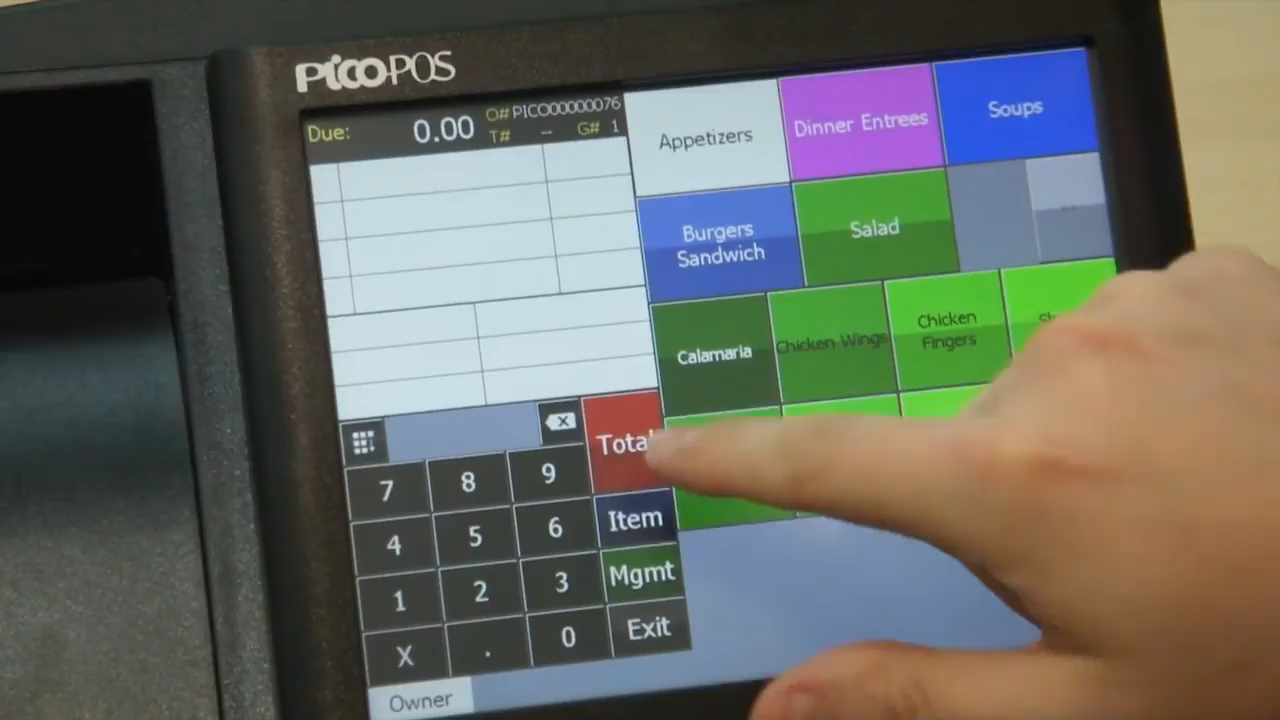 PicoPOS
Due: 0.00 O# PICO00000076
T# -- G# 1
Appetizers
Dinner Entrees
Soups
Burgers
Sandwich
Salad
Calamaria
Chicken Wings
Chicken
Fingers
Total
7 8 9
Item
4 5 6
Mgmt
1 2 3
Exit
X . 0
Owner